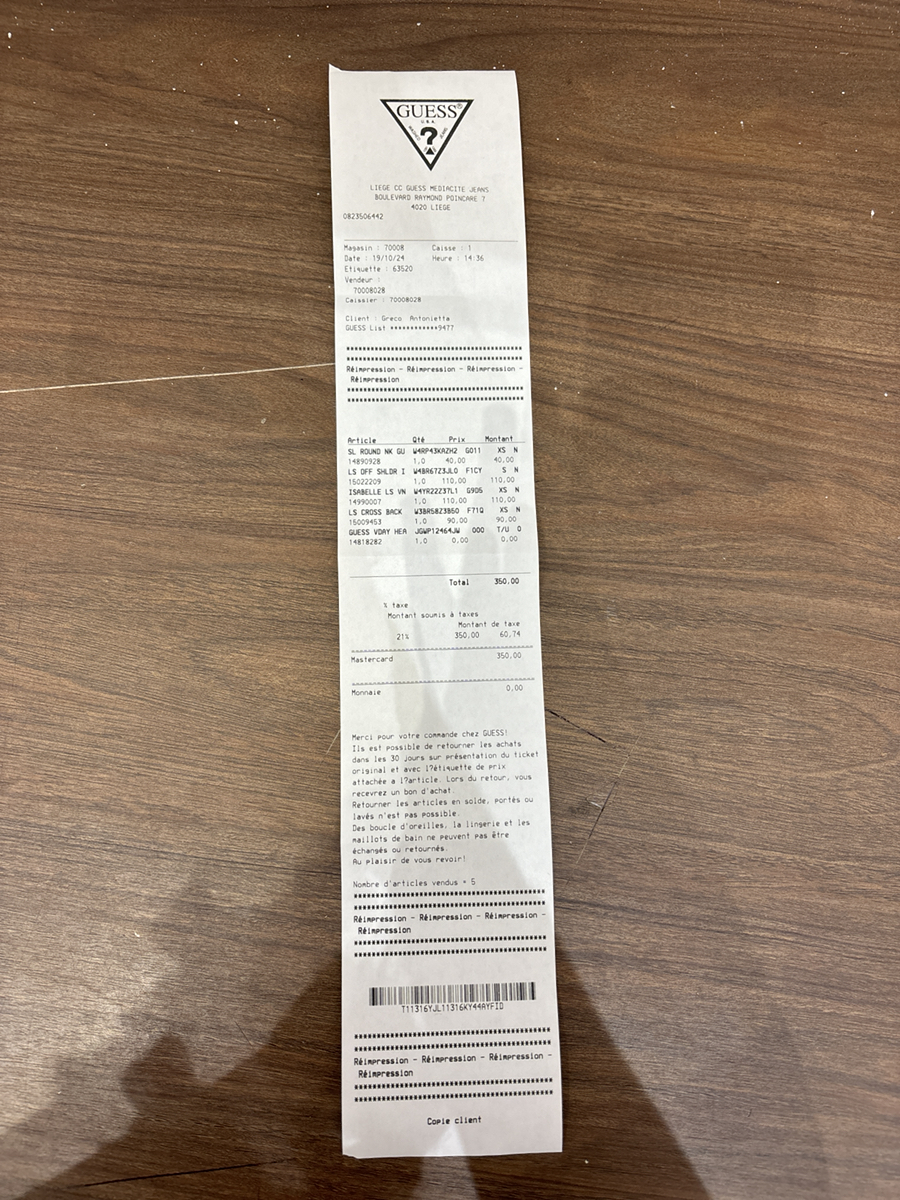 GUESS®
U.S.A.
WASHED JEANS
?
LIEGE CC GUESS MEDIACITE JEANS
BOULEVARD RAYMOND POINCARE 7
4020 LIEGE
0823506442
Magasin : 70008 Caisse : 1
Date : 19/10/24 Heure : 14:36
Etiquette : 63520
Vendeur :
70008028
Caissier : 70008028
Client : Greco Antonietta
GUESS List ************9477
Réimpression - Réimpression - Réimpression -
Réimpression
Article Qté Prix Montant
SL ROUND NK GU W4RP43KAZH2 G011 XS N
14890928 1,0 40,00 40,00
LS OFF SHLDR I W4BR67Z3JL0 F1CY S N
15022209 1,0 110,00 110,00
ISABELLE LS VN W4YR22Z37L1 G9D5 XS N
14990007 1,0 110,00 110,00
LS CROSS BACK W3BR58Z3B50 F71Q XS N
15009453 1,0 90,00 90,00
GUESS VDAY HEA JGWP12464JW 000 T/U O
14818282 1,0 0,00 0,00
Total 350,00
% taxe
Montant soumis à taxes
Montant de taxe
21% 350,00 60,74
Mastercard 350,00
Monnaie 0,00
Merci pour votre commande chez GUESS!
Ils est possible de retourner les achats
dans les 30 jours sur présentation du ticket
original et avec l?étiquette de prix
attachée a l?article. Lors du retour, vous
recevrez un bon d'achat.
Retourner les articles en solde, portés ou
lavés n'est pas possible.
Des boucle d'oreilles, la lingerie et les
maillots de bain ne peuvent pas être
échangés ou retournés.
Au plaisir de vous revoir!
Nombre d'articles vendus = 5
Réimpression - Réimpression - Réimpression -
Réimpression
T11316YJL11316KY44AYFID
Réimpression - Réimpression - Réimpression -
Réimpression
Copie client